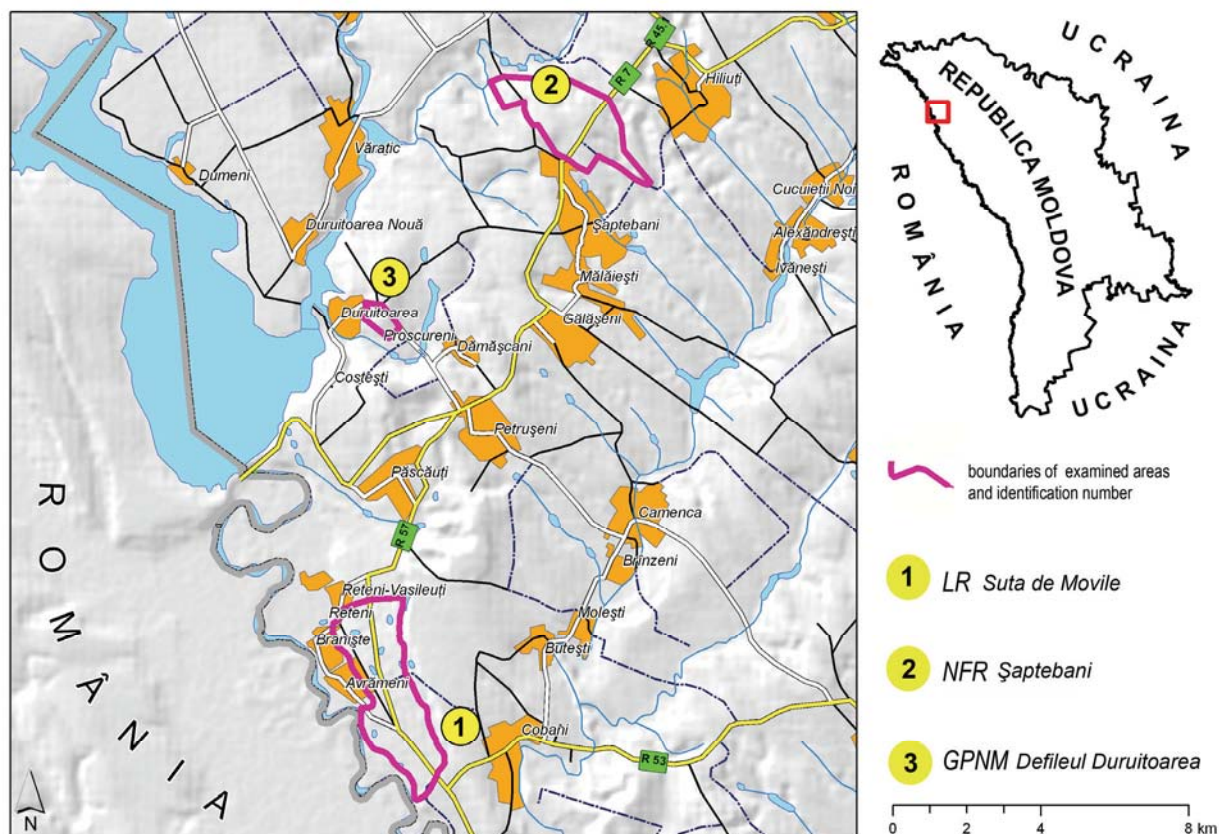 R 45.1
R 7
Hiliuți
2
Vărațic
Dumeni
Cucuieții Noi
Șaptebani
Alexăndrești
Duruitoarea Nouă
Ivănești
3
Mălăiești
Duruitoarea
Gălășerii
Proscureni
Dămășcani
Costești
Petrușeni
Păscăuți
Camenca
R 57
Brînzeni
Reteni-Vasileuți
Reteni
Molești
Braniște
Butești
Avrămeni
1
Cobani
R 53
ROMÂNIA
N
UCRAINA
REPUBLICA MOLDOVA
ROMÂNIA
UCRAINA
boundaries of examined areas
and identification number
1 LR Suta de Movile
2 NFR Șaptebani
3 GPNM Defileul Duruitoarea
0 2 4 8 km